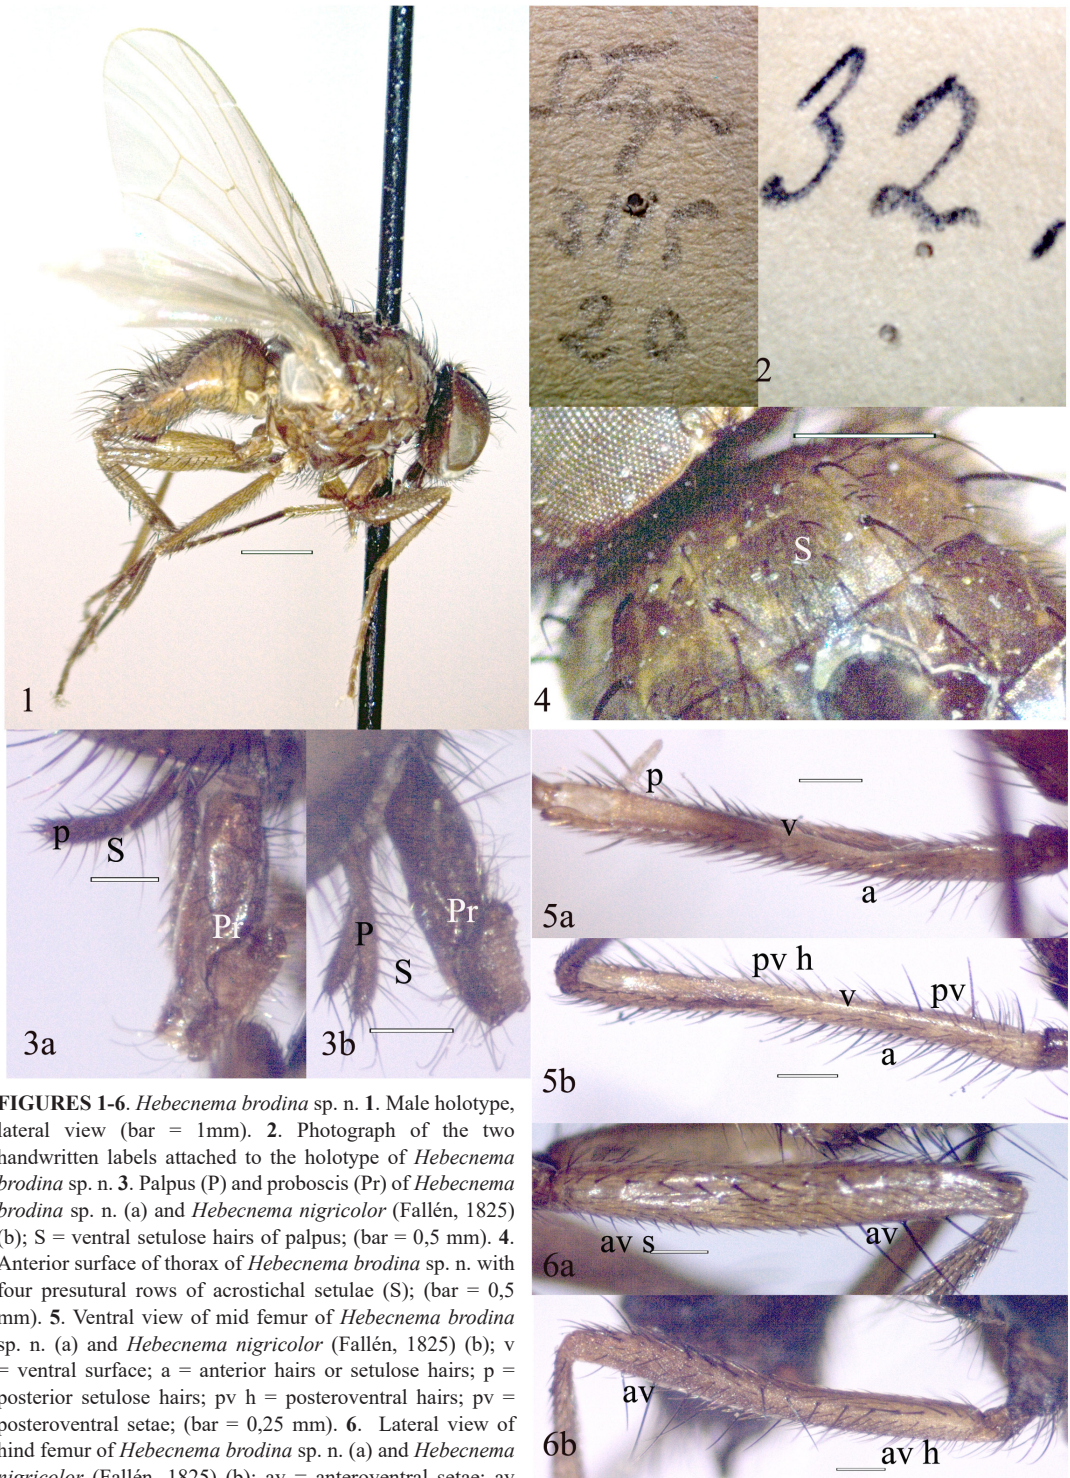 32
20
2
1
S
4
p
S
Pr
3a
P
S
Pr
3b
p
v
a
5a
pv h
v
pv
a
5b
av s
av
6a
av
av h
6b
FIGURES 1-6. Hebecnema brodina sp. n. 1. Male holotype,
lateral view (bar = 1mm). 2. Photograph of the two
handwritten labels attached to the holotype of Hebecnema
brodina sp. n. 3. Palpus (P) and proboscis (Pr) of Hebecnema
brodina sp. n. (a) and Hebecnema nigricolor (Fallén, 1825)
(b); S = ventral setulose hairs of palpus; (bar = 0,5 mm). 4.
Anterior surface of thorax of Hebecnema brodina sp. n. with
four presutural rows of acrostichal setulae (S); (bar = 0,5
mm). 5. Ventral view of mid femur of Hebecnema brodina
sp. n. (a) and Hebecnema nigricolor (Fallén, 1825) (b); v
= ventral surface; a = anterior hairs or setulose hairs; p =
posterior setulose hairs; pv h = posteroventral hairs; pv =
posteroventral setae; (bar = 0,25 mm). 6. Lateral view of
hind femur of Hebecnema brodina sp. n. (a) and Hebecnema
nigricolor (Fallén, 1825) (b); av = anteroventral setae; av